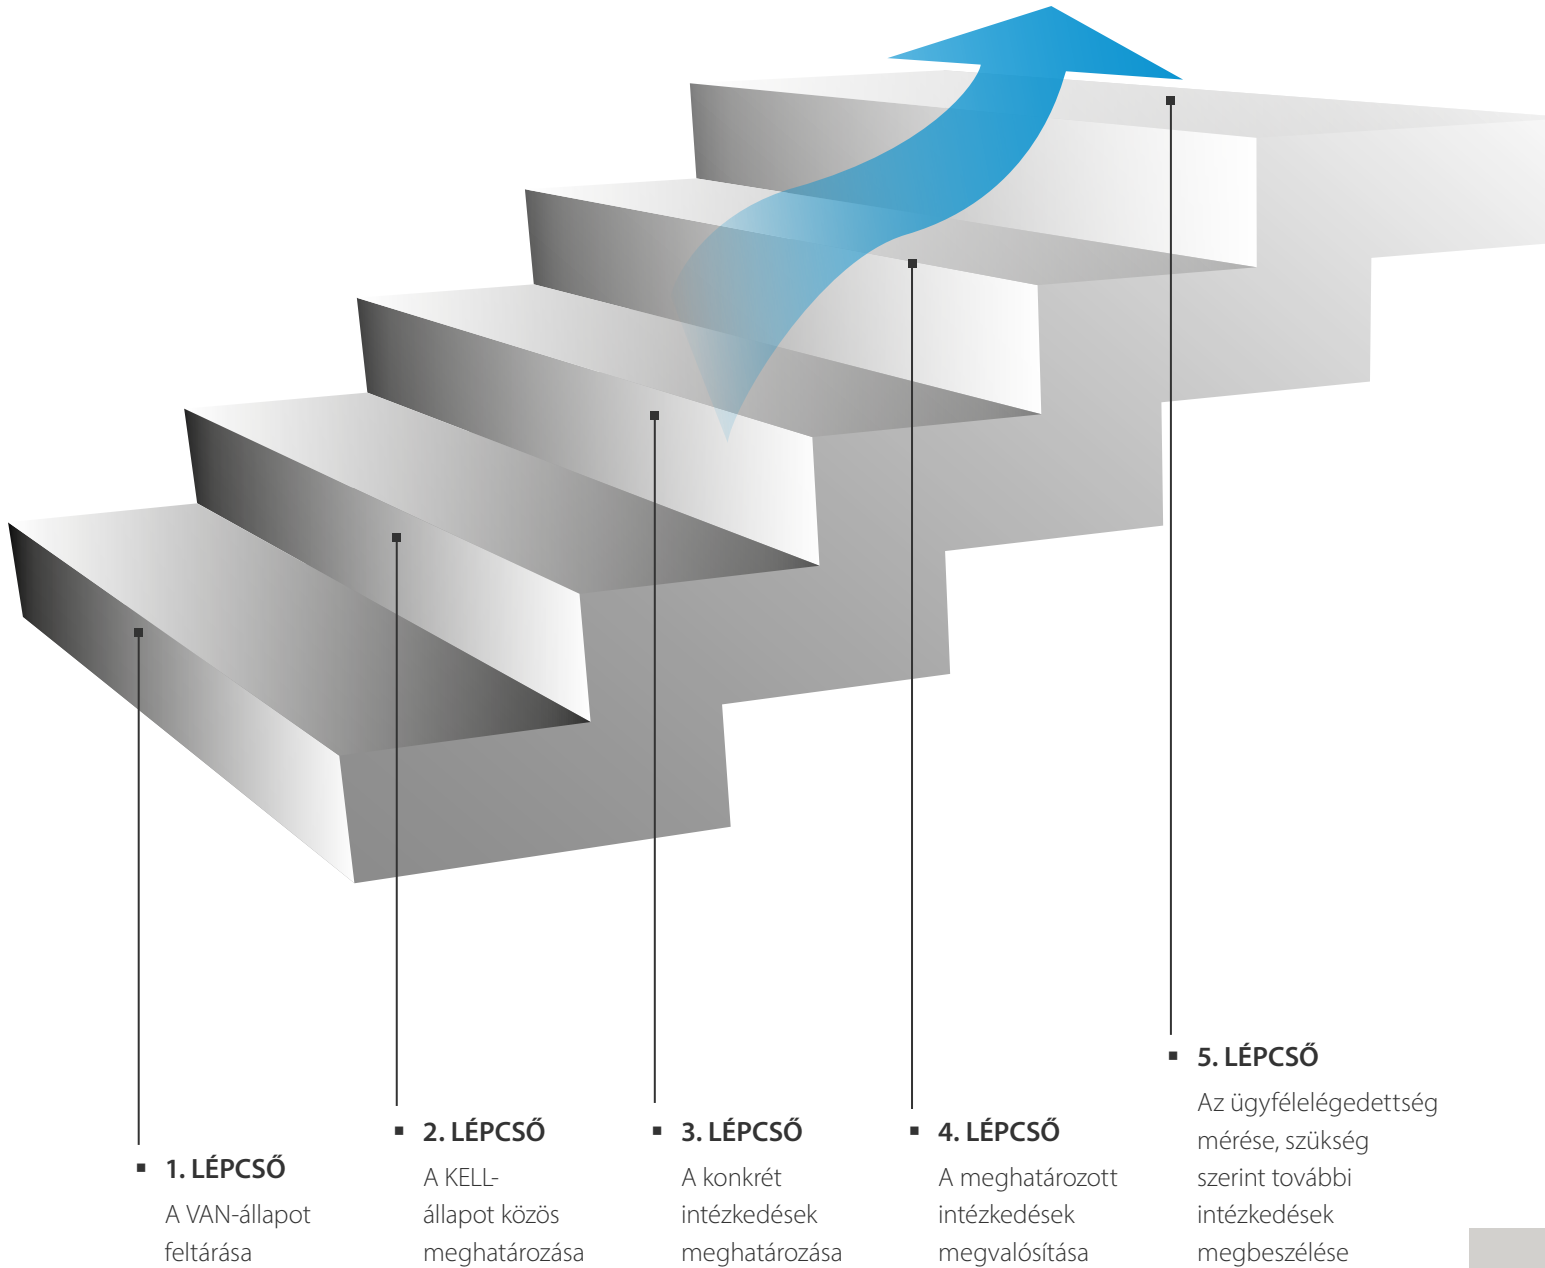 1. LÉPCSŐ
A VAN-állapot
feltárása
2. LÉPCSŐ
A KELL-
állapot közös
meghatározása
3. LÉPCSŐ
A konkrét
intézkedések
meghatározása
4. LÉPCSŐ
A meghatározott
intézkedések
megvalósítása
5. LÉPCSŐ
Az ügyfélelégedettség
mérése, szükség
szerint további
intézkedések
megbeszélése